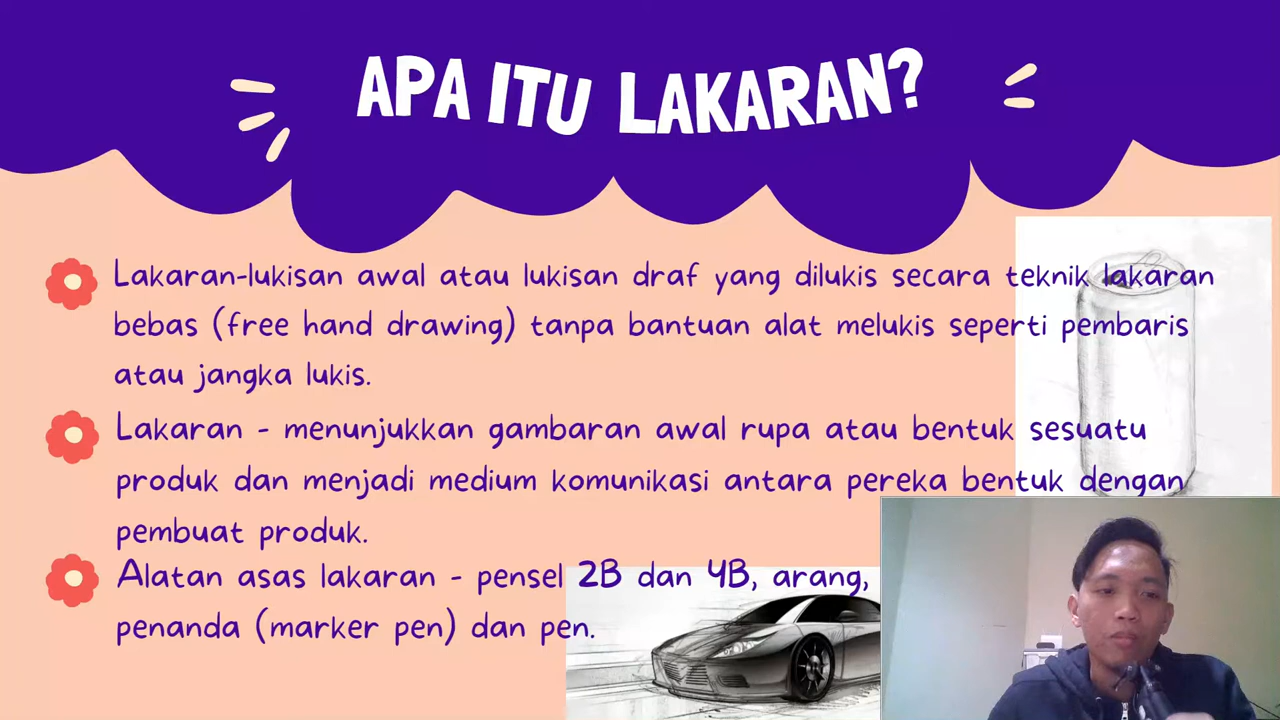 APA ITU LAKARAN?
Lakaran-lukisan awal atau lukisan draf yang dilukis secara teknik lakaran
bebas (free hand drawing) tanpa bantuan alat melukis seperti pembaris
atau jangka lukis.
Lakaran - menunjukkan gambaran awal rupa atau bentuk sesuatu
produk dan menjadi medium komunikasi antara pereka bentuk dengan
pembuat produk.
Alatan asas lakaran - pensel 2B dan 4B, arang,
penanda (marker pen) dan pen.